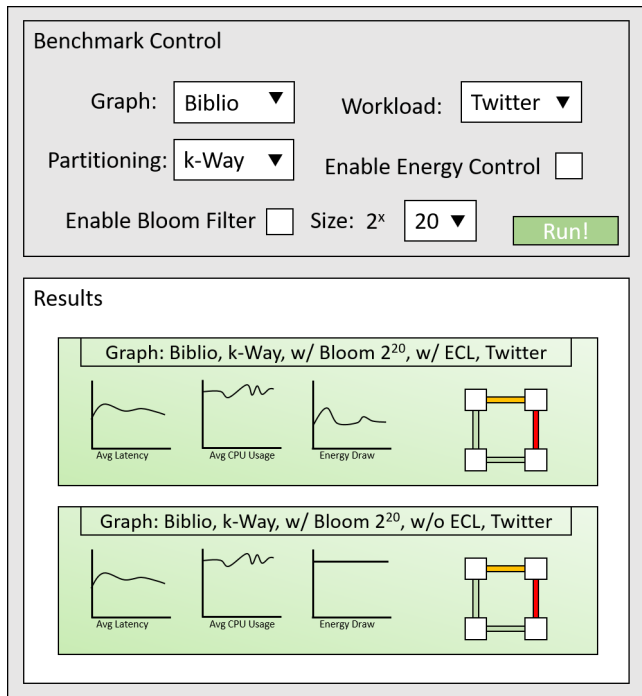 Benchmark Control
Graph: Biblio ▼ Workload: Twitter ▼
Partitioning: k-Way ▼ Enable Energy Control
Enable Bloom Filter Size: 2ˣ 20 ▼ Run!
Results
Graph: Biblio, k-Way, w/ Bloom 2²⁰, w/ ECL, Twitter
Avg Latency Avg CPU Usage Energy Draw
Graph: Biblio, k-Way, w/ Bloom 2²⁰, w/o ECL, Twitter
Avg Latency Avg CPU Usage Energy Draw